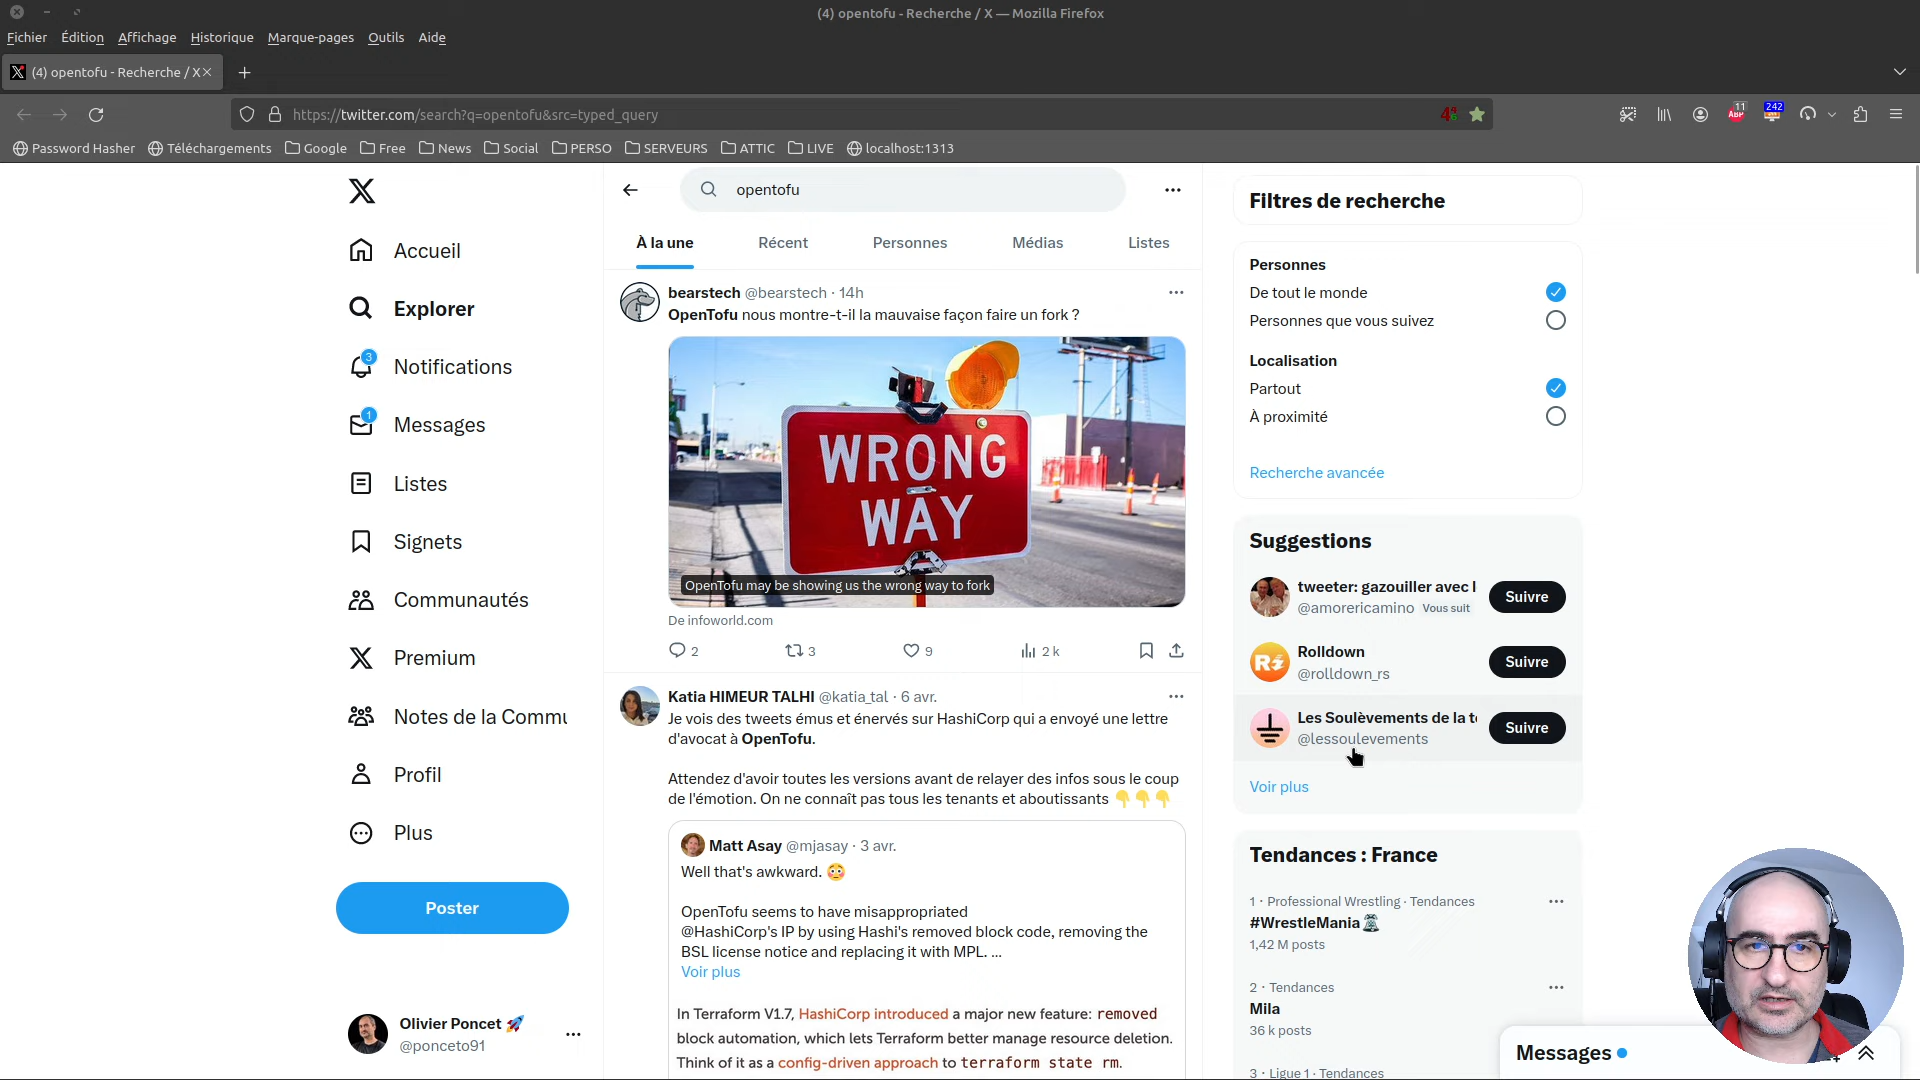 (4) opentofu - Recherche / X — Mozilla Firefox
Fichier Édition Affichage Historique Marque-pages Outils Aide
(4) opentofu - Recherche / X
https://twitter.com/search?q=opentofu&src=typed_query
11
ABP
242
Password Hasher Téléchargements Google Free News Social PERSO SERVEURS ATTIC LIVE localhost:1313
Accueil
Explorer
3
Notifications
1
Messages
Listes
Signets
Communautés
Premium
Notes de la Commu
Profil
Plus
Poster
Olivier Poncet 🚀
@ponceto91
opentofu
À la une Récent Personnes Médias Listes
bearstech @bearstech · 14h
OpenTofu nous montre-t-il la mauvaise façon faire un fork ?
WRONG
WAY
OpenTofu may be showing us the wrong way to fork
De infoworld.com
2 3 9 2 k
Katia HIMEUR TALHI @katia_tal · 6 avr.
Je vois des tweets émus et énervés sur HashiCorp qui a envoyé une lettre
d'avocat à OpenTofu.
Attendez d'avoir toutes les versions avant de relayer des infos sous le coup
de l'émotion. On ne connaît pas tous les tenants et aboutissants 👇👇👇
Matt Asay @mjasay · 3 avr.
Well that's awkward. 😳
OpenTofu seems to have misappropriated
@HashiCorp's IP by using Hashi's removed block code, removing the
BSL license notice and replacing it with MPL. ...
Voir plus
In Terraform V1.7, HashiCorp introduced a major new feature: removed
block automation, which lets Terraform better manage resource deletion.
Think of it as a config-driven approach to terraform state rm.
Filtres de recherche
Personnes
De tout le monde
Personnes que vous suivez
Localisation
Partout
À proximité
Recherche avancée
Suggestions
tweeter: gazouiller avec l
@amorericamino Vous suit
Suivre
Rolldown
@rolldown_rs
Suivre
Les Soulèvements de la te
@lessoulevements
Suivre
Voir plus
Tendances : France
1 · Professional Wrestling · Tendances
#WrestleMania
1,42 M posts
2 · Tendances
Mila
36 k posts
3 · Ligue 1 · Tendances
Messages